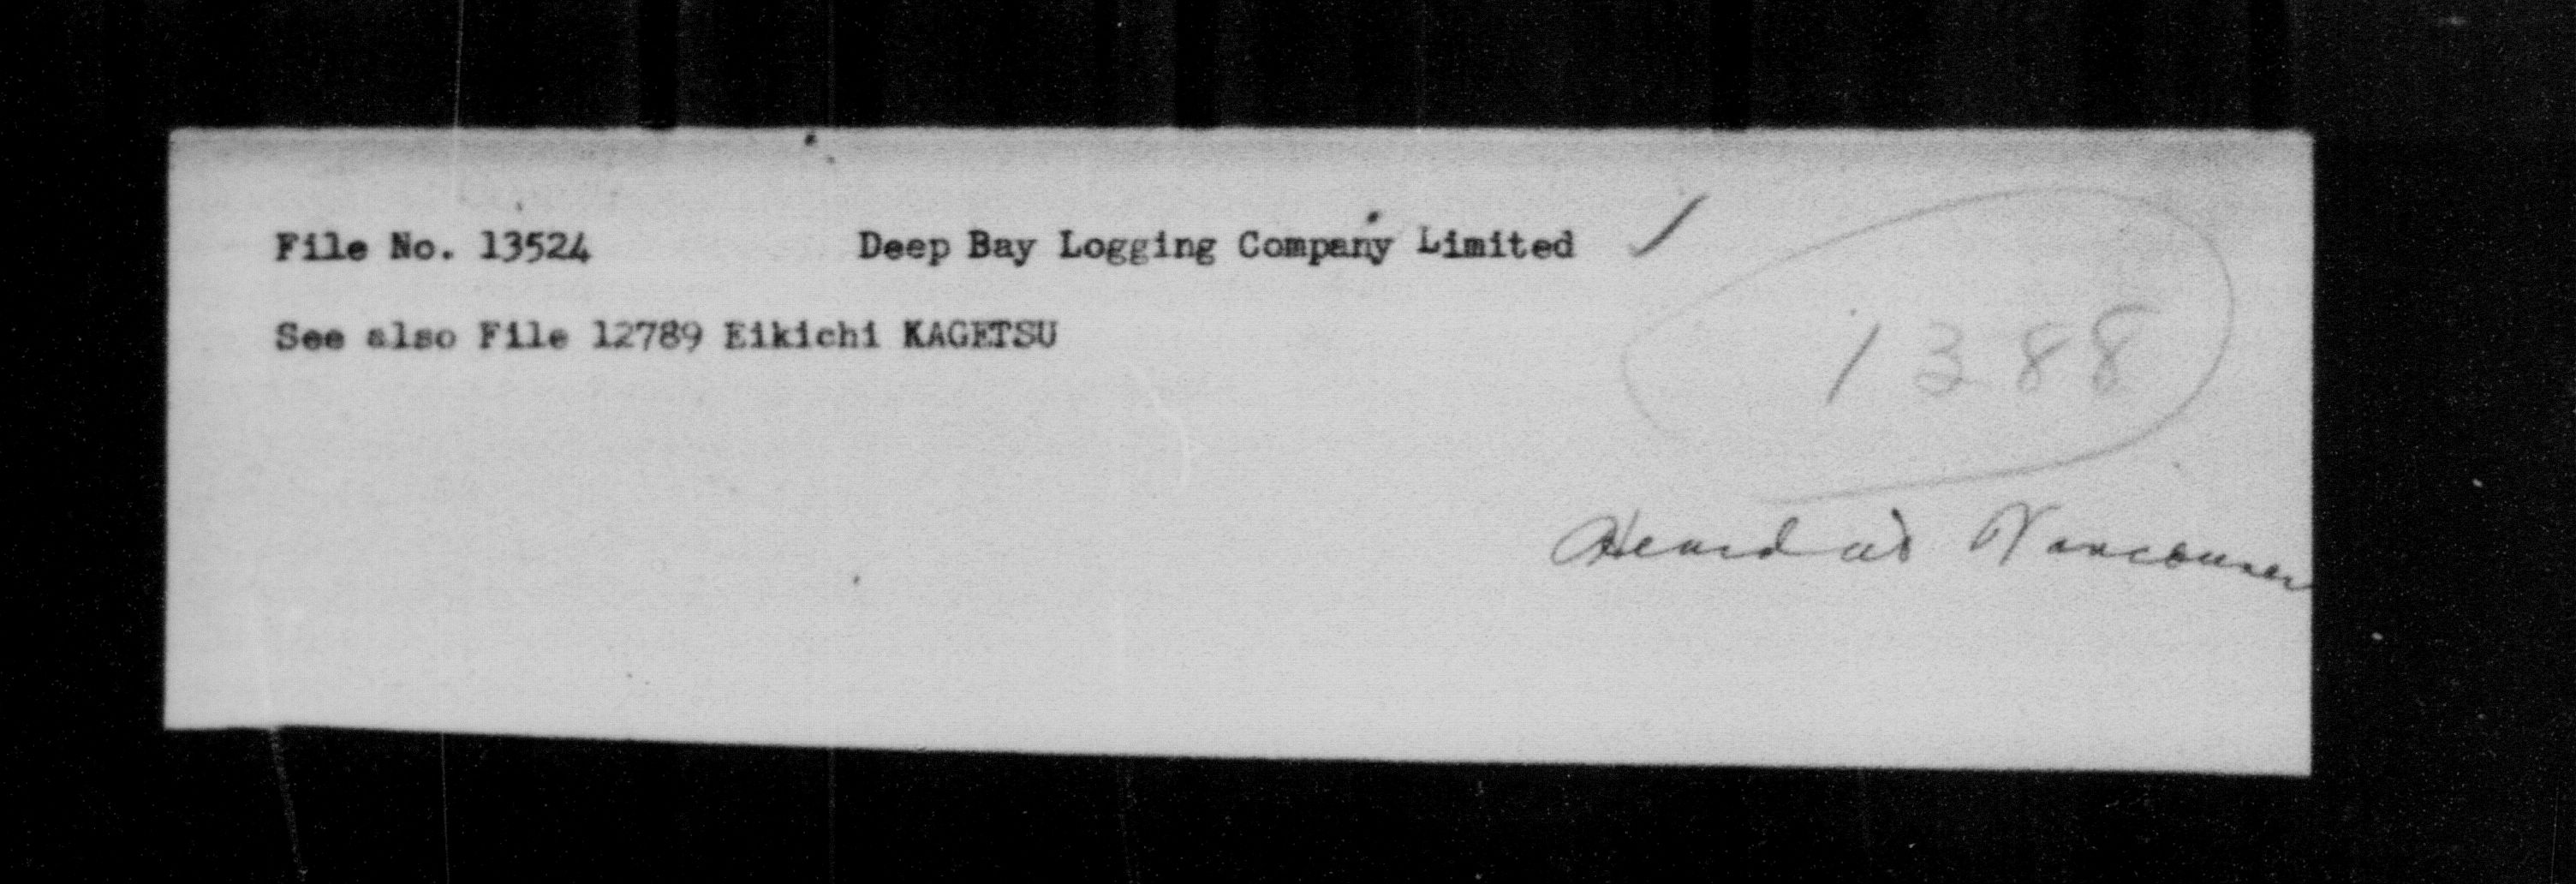 File No. 13524 Deep Bay Logging Company Limited ✓
1388
See also File 12789 Eikichi KAGETSU
Heard at Vancouver